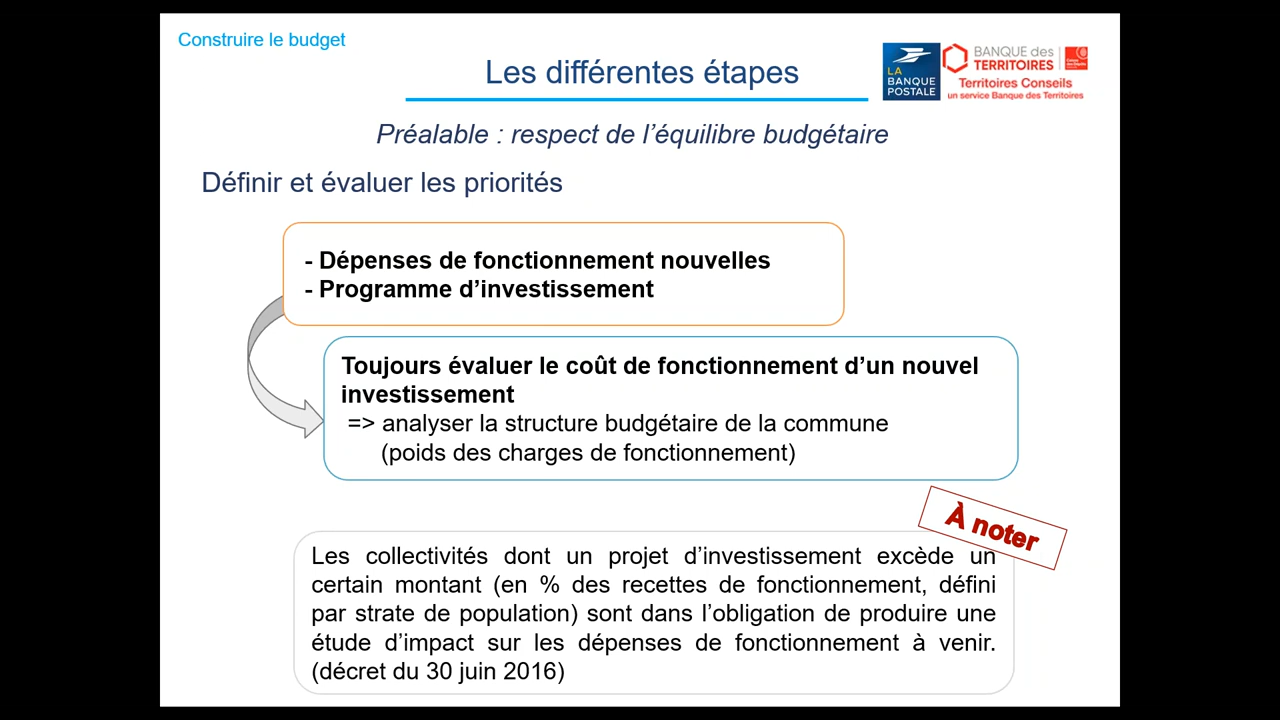 Construire le budget
Les différentes étapes
LA
BANQUE
POSTALE
BANQUE des
TERRITOIRES
Territoires Conseils
un service Banque des Territoires
Préalable : respect de l’équilibre budgétaire
Définir et évaluer les priorités
- Dépenses de fonctionnement nouvelles
- Programme d’investissement
Toujours évaluer le coût de fonctionnement d’un nouvel
investissement
=> analyser la structure budgétaire de la commune
(poids des charges de fonctionnement)
À noter
Les collectivités dont un projet d’investissement excède un
certain montant (en % des recettes de fonctionnement, défini
par strate de population) sont dans l’obligation de produire une
étude d’impact sur les dépenses de fonctionnement à venir.
(décret du 30 juin 2016)